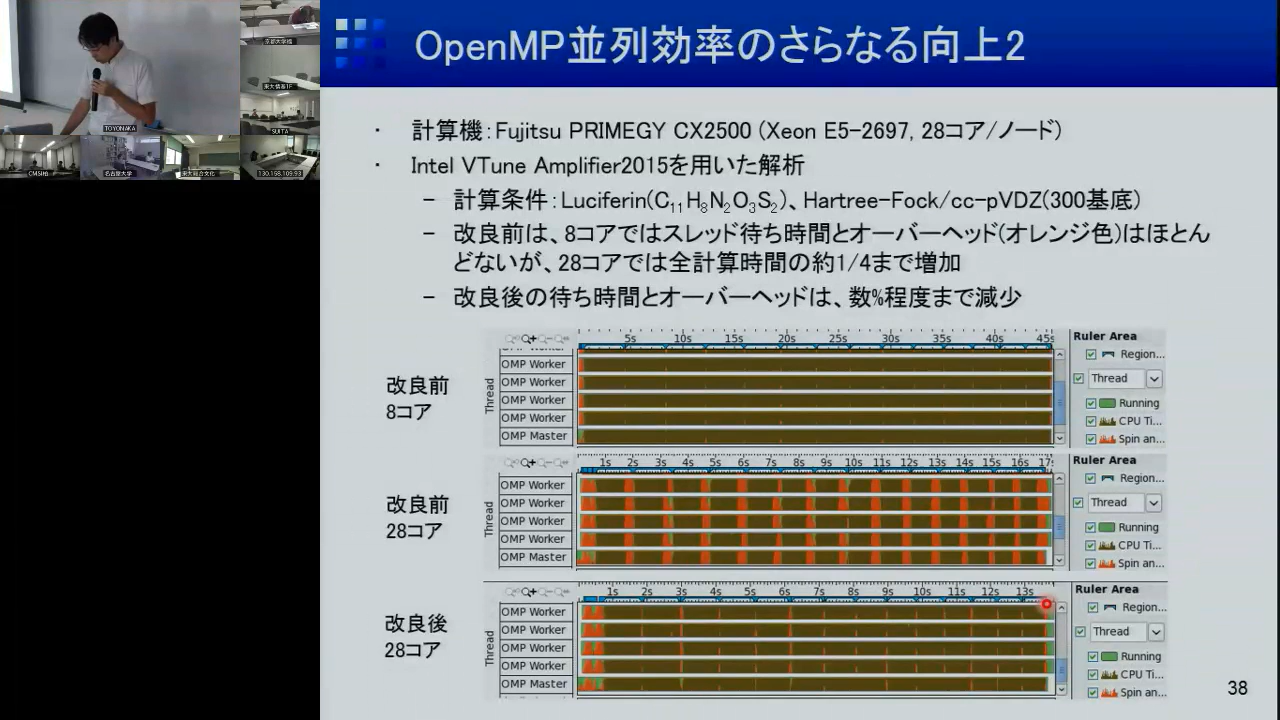 OpenMP並列効率のさらなる向上2
・ 計算機：Fujitsu PRIMEGY CX2500 (Xeon E5-2697, 28コア/ノード)
・ Intel VTune Amplifier2015を用いた解析
– 計算条件：Luciferin(C11H8N2O3S2)、Hartree-Fock/cc-pVDZ(300基底)
– 改良前は、8コアではスレッド待ち時間とオーバーヘッド(オレンジ色)はほとん
どないが、28コアでは全計算時間の約1/4まで増加
– 改良後の待ち時間とオーバーヘッドは、数%程度まで減少
改良前
8コア
Thread
5s 10s 15s 20s 25s 30s 35s 40s 45s
OMP Worker
OMP Worker
OMP Worker
OMP Worker
OMP Worker
OMP Master
Ruler Area
Region...
Thread
Running
CPU Ti...
Spin an...
改良前
28コア
Thread
1s 2s 3s 4s 5s 6s 7s 8s 9s 10s 11s 12s 13s 14s 15s 16s 17s
OMP Worker
OMP Worker
OMP Worker
OMP Worker
OMP Master
Ruler Area
Region...
Thread
Running
CPU Ti...
Spin an...
改良後
28コア
Thread
1s 2s 3s 4s 5s 6s 7s 8s 9s 10s 11s 12s 13s
OMP Worker
OMP Worker
OMP Worker
OMP Worker
OMP Master
Ruler Area
Region...
Thread
Running
CPU Ti...
Spin an...
38
TOYONAKA
SUITA
CMSI柏
名古屋大学
130.158.109.93